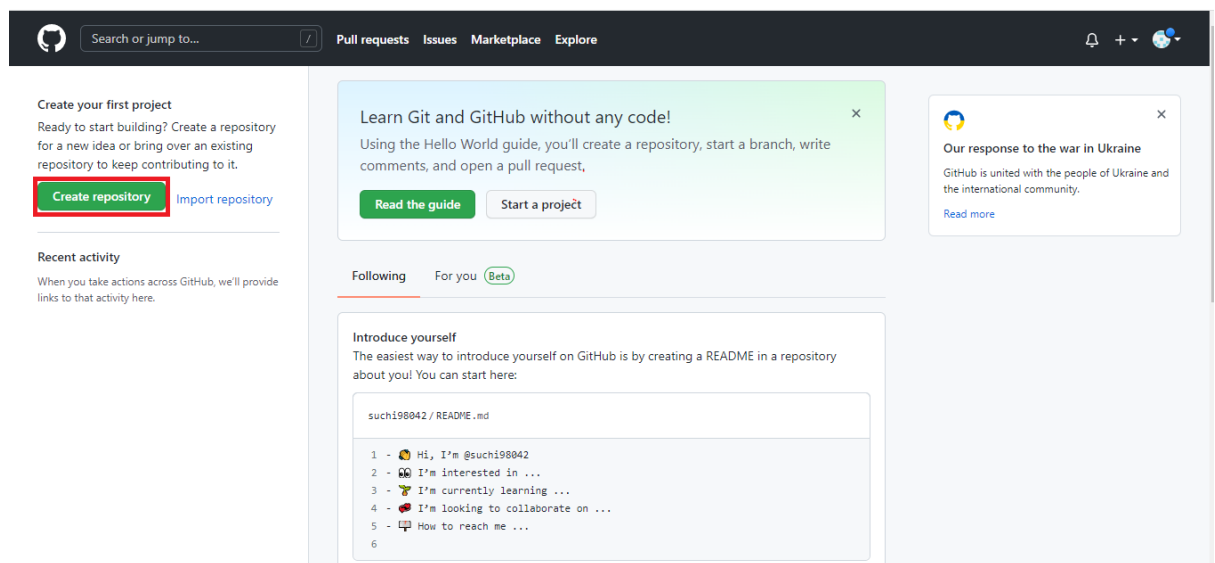 Search or jump to... /
Pull requests Issues Marketplace Explore
Create your first project
Ready to start building? Create a repository
for a new idea or bring over an existing
repository to keep contributing to it.
Create repository Import repository
Recent activity
When you take actions across GitHub, we'll provide
links to that activity here.
Learn Git and GitHub without any code!
Using the Hello World guide, you'll create a repository, start a branch, write
comments, and open a pull request.
Read the guide Start a project
Following For you Beta
Introduce yourself
The easiest way to introduce yourself on GitHub is by creating a README in a repository
about you! You can start here:
suchi98042/README.md
1 - 👋 Hi, I'm @suchi98042
2 - 👀 I'm interested in ...
3 - 🌱 I'm currently learning ...
4 - 💞️ I'm looking to collaborate on ...
5 - 📖 How to reach me ...
6
Our response to the war in Ukraine
GitHub is united with the people of Ukraine and
the international community.
Read more